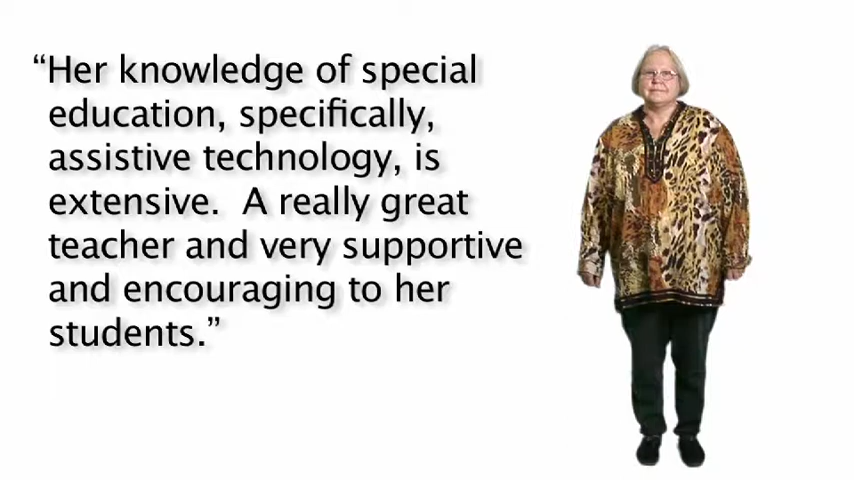 “Her knowledge of special
education, specifically,
assistive technology, is
extensive.  A really great
teacher and very supportive
and encouraging to her
students.”